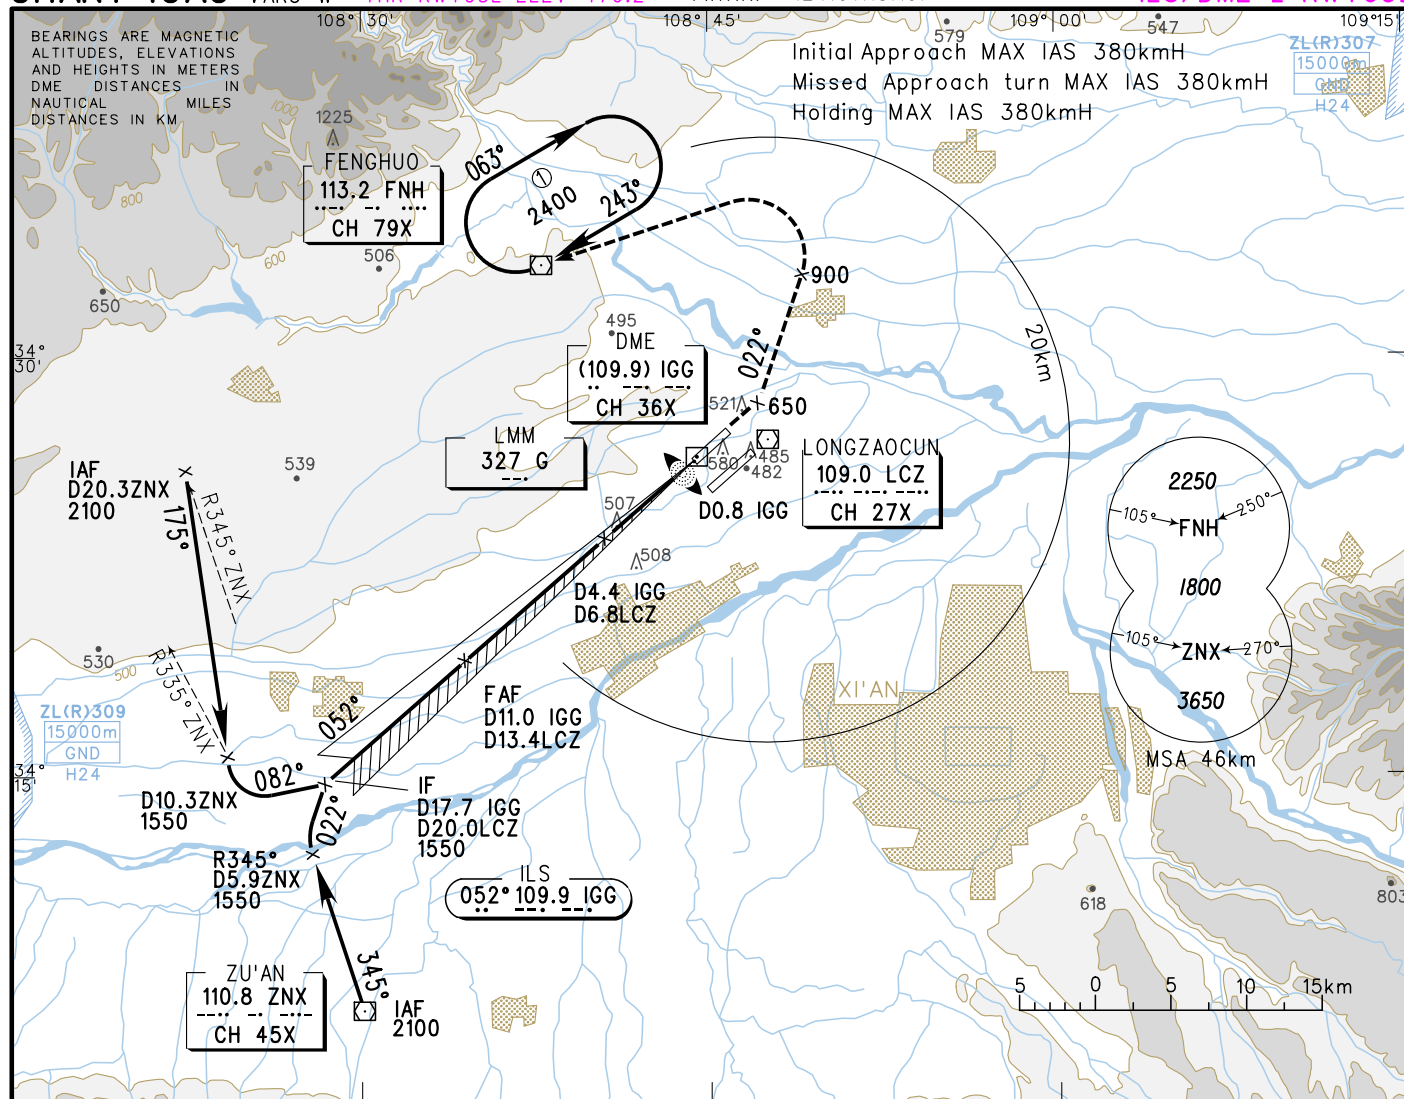 108° 30'
108° 45'
109° 00'
109° 15'
BEARINGS ARE MAGNETIC
ALTITUDES, ELEVATIONS
AND HEIGHTS IN METERS
DME DISTANCES IN
NAUTICAL MILES
DISTANCES IN KM
Initial Approach MAX IAS 380kmH
Missed Approach turn MAX IAS 380kmH
Holding MAX IAS 380kmH
579
547
ZL(R)307
15000m
GND
H24
1000
1225
800
600
506
650
FENGHUO
113.2 FNH
CH 79X
063°
1
2400
243°
0
900
022°
20km
34°
30'
495
DME
(109.9) IGG
CH 36X
521
650
LMM
327 G
580
485
482
LONGZAOCUN
109.0 LCZ
CH 27X
D0.8 IGG
IAF
D20.3ZNX
2100
175°
R345° ZNX
539
507
508
D4.4 IGG
D6.8LCZ
2250
105°
FNH
250°
1800
105°
ZNX
270°
3650
MSA 46km
530
500
R335° ZNX
052°
FAF
D11.0 IGG
D13.4LCZ
XI'AN
ZL(R)309
15000m
GND
H24
34°
15'
082°
D10.3ZNX
1550
022°
IF
D17.7 IGG
D20.0LCZ
1550
R345°
D5.9ZNX
1550
ILS
052° 109.9 IGG
618
803
345°
ZU'AN
110.8 ZNX
CH 45X
IAF
2100
5 0 5 10 15km